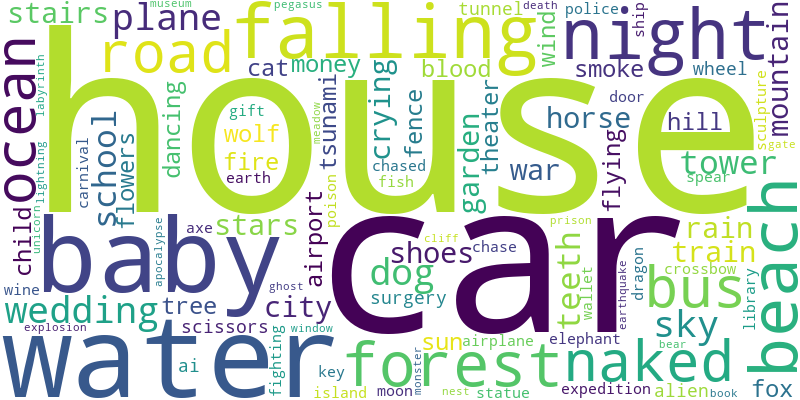 stairs
plane
museum
pegasus
falling
tunnel
death
police
ship
night
mountain
road
cat
money
blood
wind
smoke
wheel
ocean
labyrinth
lightning
house
dancing
gift
wolf
fire
earth
meadow
tsunami
poison
crying
chased
fish
fence
garden
theater
horse
war
door
hill
flying
tower
spear
sculpture
gate
carnival
school
flowers
unicorn
child
baby
axe
stars
airport
car
shoes
dog
surgery
cliff
chase
prison
teeth
wallet
earthquake
dragon
rain
train
crossbow
bus
library
beach
wine
wedding
apocalypse
tree
city
ghost
explosion
scissors
window
water
ai
fighting
key
island
moon
monster
forest
sun
airplane
nest
statue
elephant
naked
expedition
sky
bear
alien
book
fox